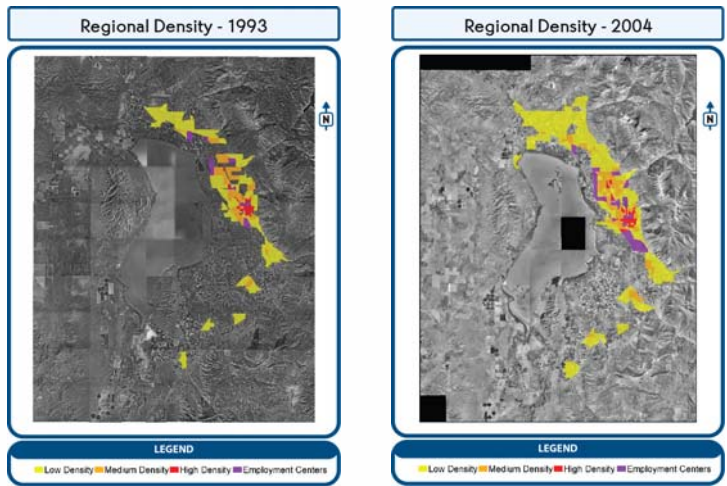 Regional Density - 1993
N
LEGEND
Low Density Medium Density High Density Employment Centers
Regional Density - 2004
N
LEGEND
Low Density Medium Density High Density Employment Centers